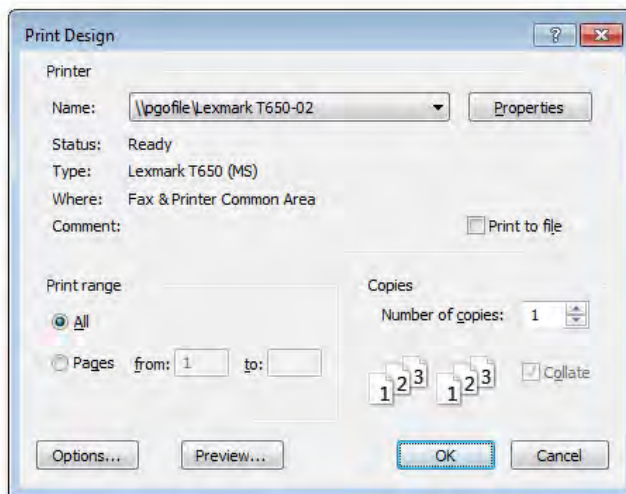 Print Design
Printer
Name: \\pgofile\Lexmark T650-02 Properties
Status: Ready
Type: Lexmark T650 (MS)
Where: Fax & Printer Common Area
Comment: Print to file
Print range Copies
All Number of copies: 1
Pages from: 1 to:
1 2 3 1 2 3 Collate
Options... Preview... OK Cancel